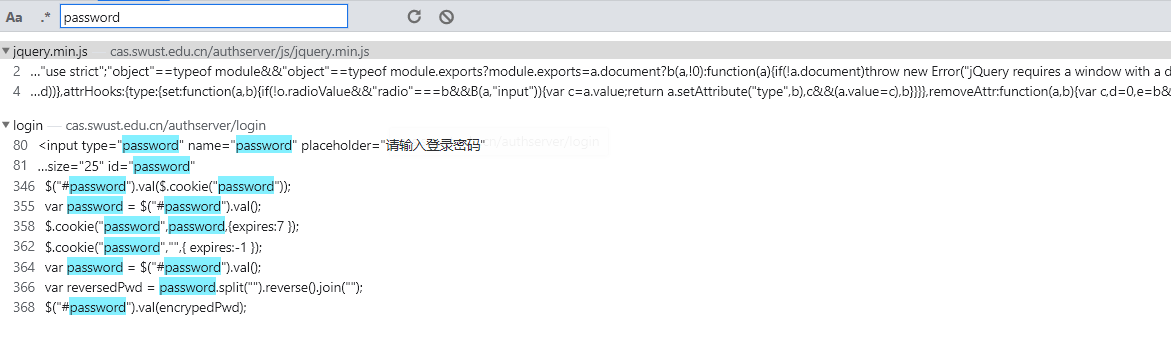 Aa .* password
jquery.min.js — cas.swust.edu.cn/authserver/js/jquery.min.js
2 …"use strict";"object"==typeof module&&"object"==typeof module.exports?module.exports=a.document?b(a,!0):function(a){if(!a.document)throw new Error("jQuery requires a window with a d
4 …d))},attrHooks:{type:{set:function(a,b){if(!o.radioValue&&"radio"===b&&B(a,"input")){var c=a.value;return a.setAttribute("type",b),c&&(a.value=c),b}}}},removeAttr:function(a,b){var c,d=0,e=b&
login — cas.swust.edu.cn/authserver/login
80 <input type="password" name="password" placeholder="请输入登录密码"
81 …size="25" id="password"
346 $("#password").val($.cookie("password"));
355 var password = $("#password").val();
358 $.cookie("password",password,{expires:7 });
362 $.cookie("password","",{ expires:-1 });
364 var password = $("#password").val();
366 var reversedPwd = password.split("").reverse().join("");
368 $("#password").val(encrypedPwd);